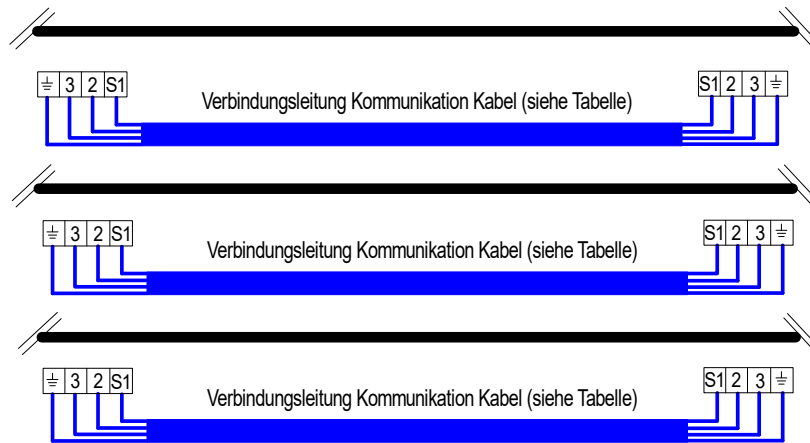 ⏚ 3 2 S1
S1 2 3 ⏚
Verbindungsleitung Kommunikation Kabel (siehe Tabelle)
⏚ 3 2 S1
S1 2 3 ⏚
Verbindungsleitung Kommunikation Kabel (siehe Tabelle)
⏚ 3 2 S1
S1 2 3 ⏚
Verbindungsleitung Kommunikation Kabel (siehe Tabelle)